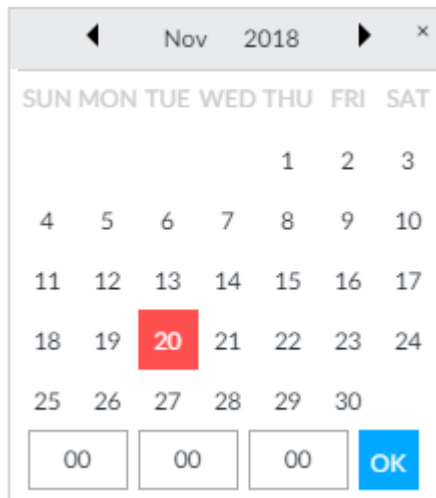 Nov 2018 ×
SUN MON TUE WED THU FRI SAT
1 2 3
4 5 6 7 8 9 10
11 12 13 14 15 16 17
18 19 20 21 22 23 24
25 26 27 28 29 30
00 00 00 OK